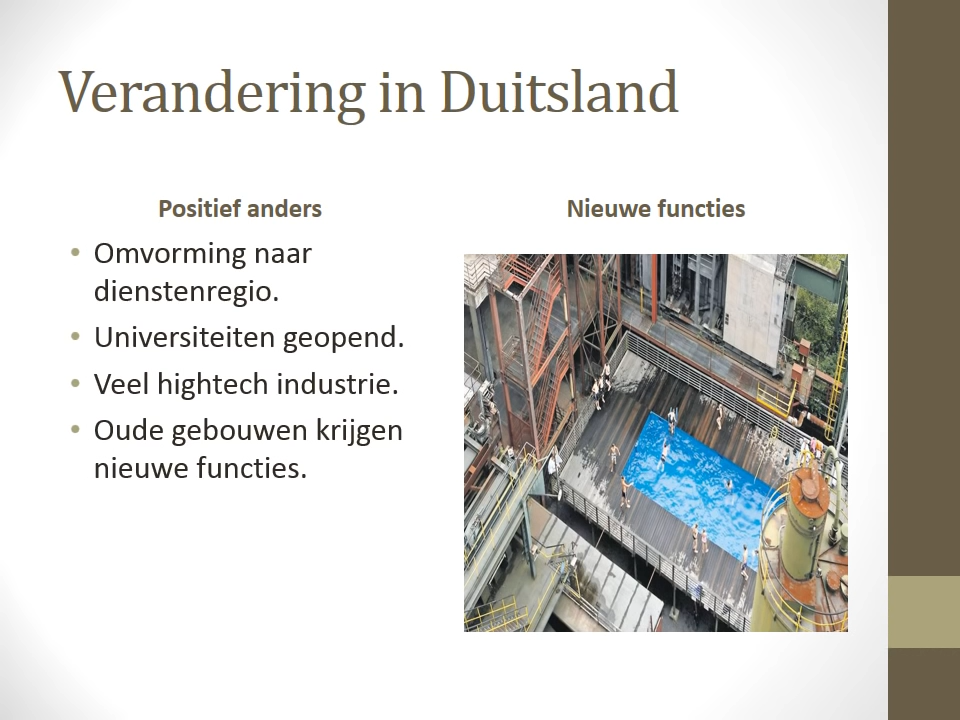 Verandering in Duitsland
Positief anders
• Omvorming naar
dienstenregio.
• Universiteiten geopend.
• Veel hightech industrie.
• Oude gebouwen krijgen
nieuwe functies.
Nieuwe functies